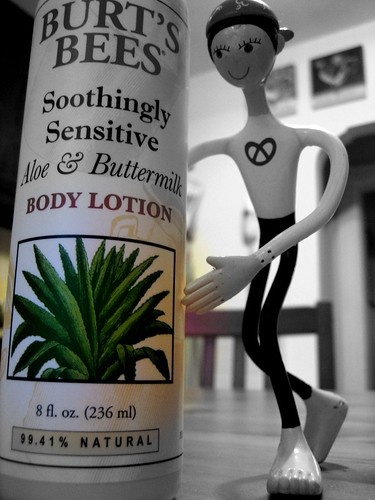 BURT'S
BEES
Soothingly
Sensitive
Aloe & Buttermilk
BODY LOTION
8 fl. oz. (236 ml)
99.41% NATURAL